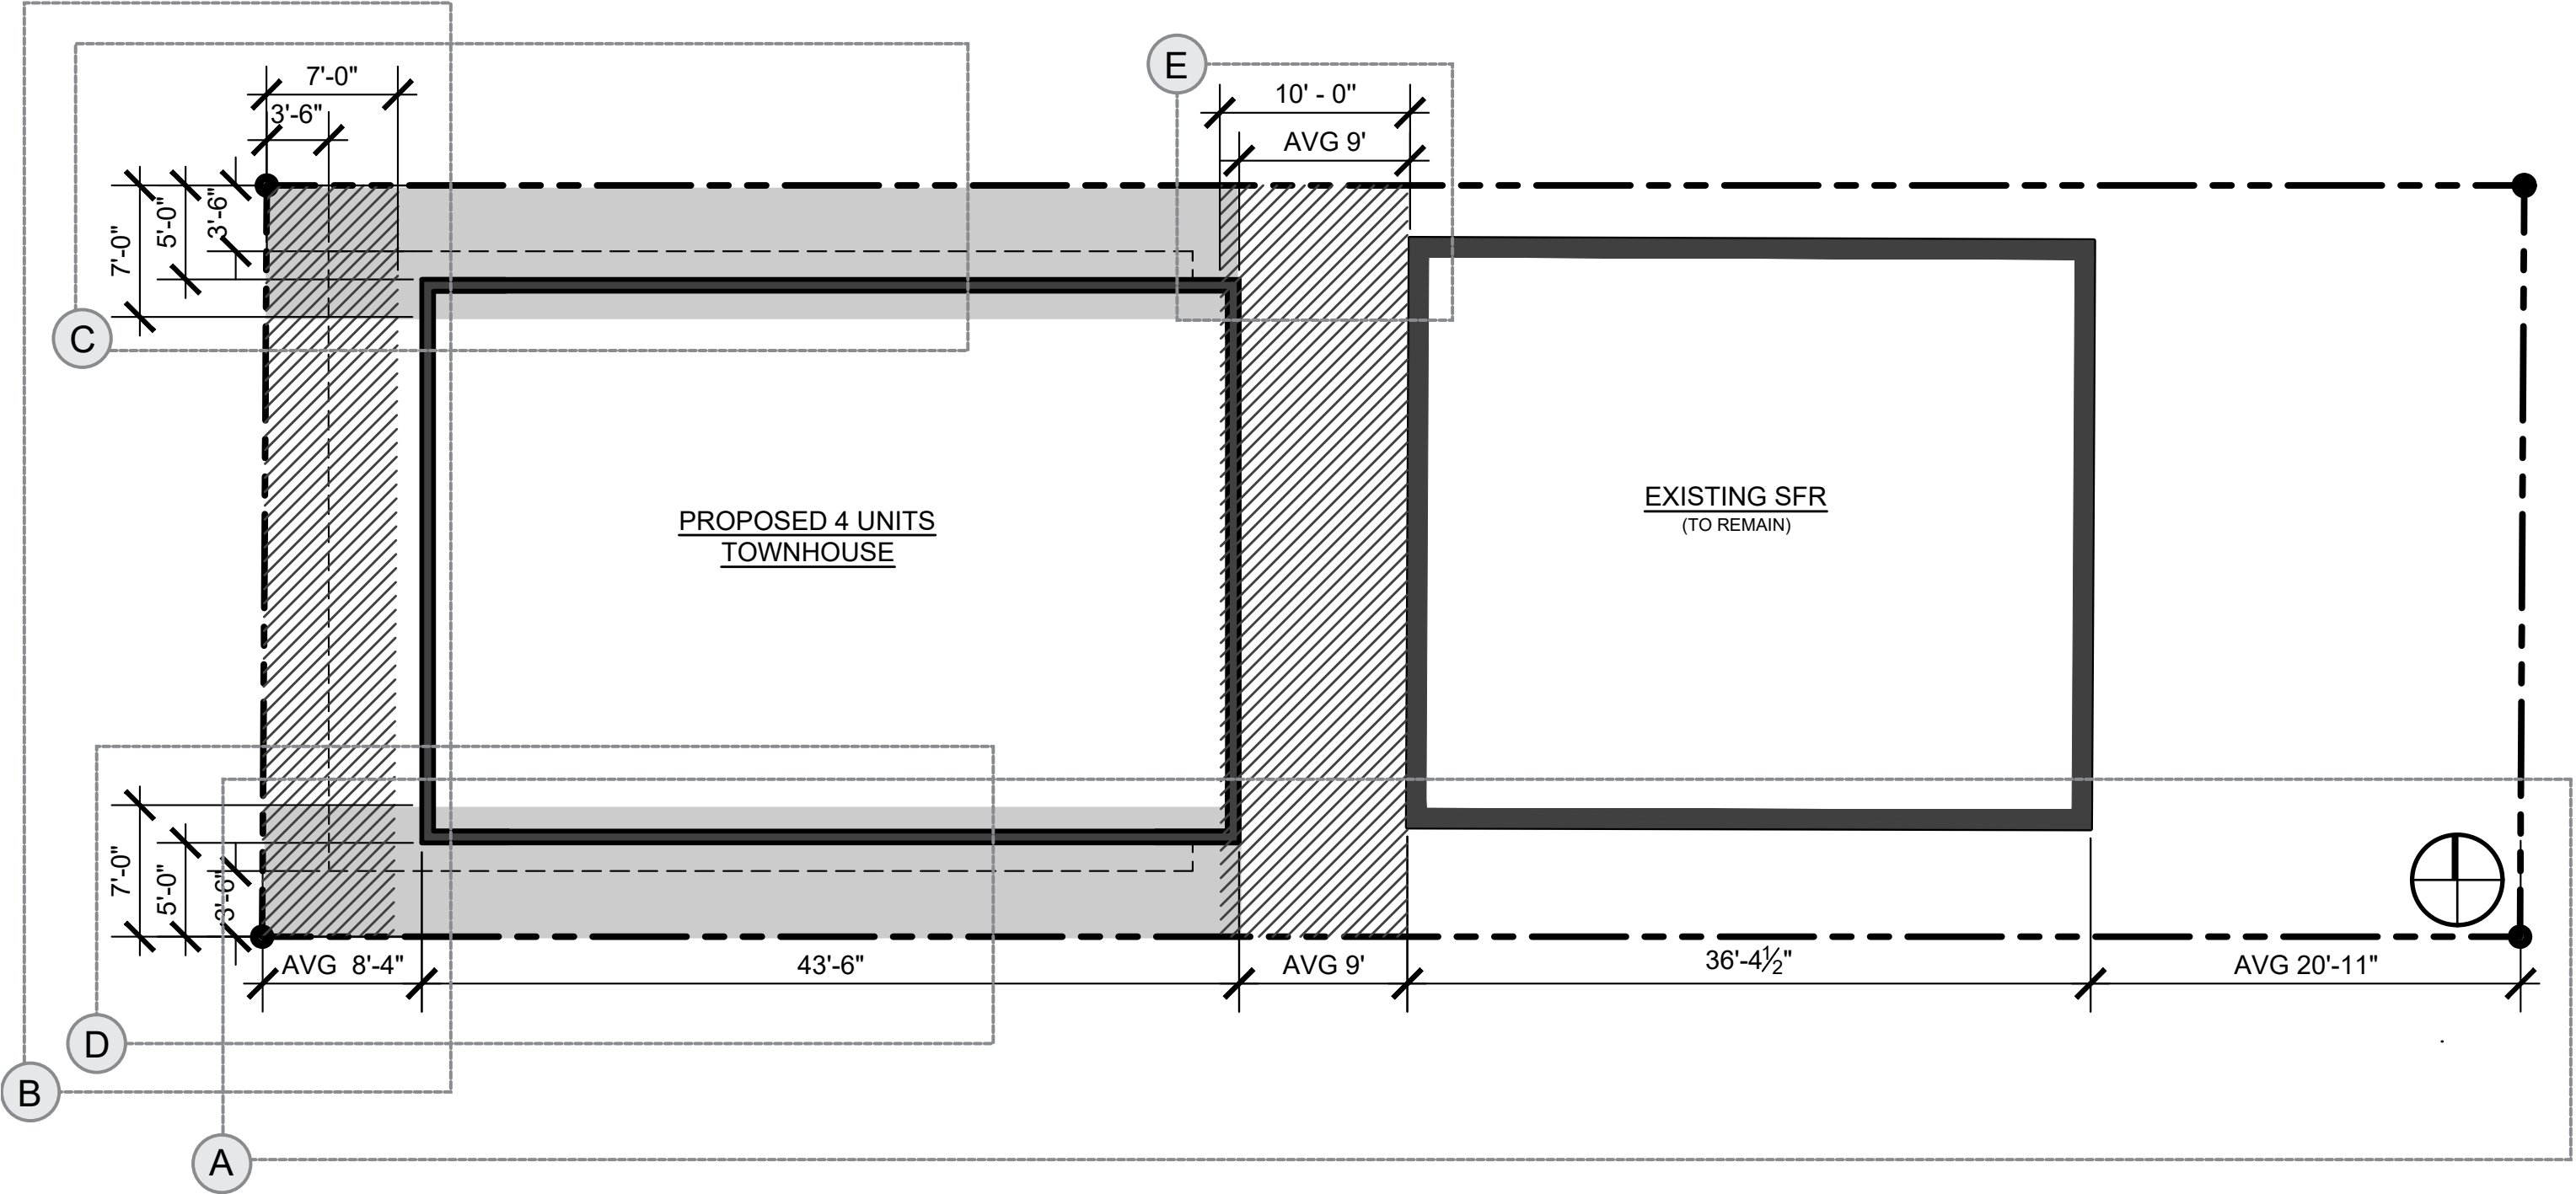 E
7'-0"
10' - 0"
3'-6"
AVG 9'
3'-6"
5'-0"
7'-0"
C
EXISTING SFR
(TO REMAIN)
PROPOSED 4 UNITS
TOWNHOUSE
7'-0"
5'-0"
3'-6"
AVG 8'-4"
43'-6"
AVG 9'
36'-4½"
AVG 20'-11"
D
B
A